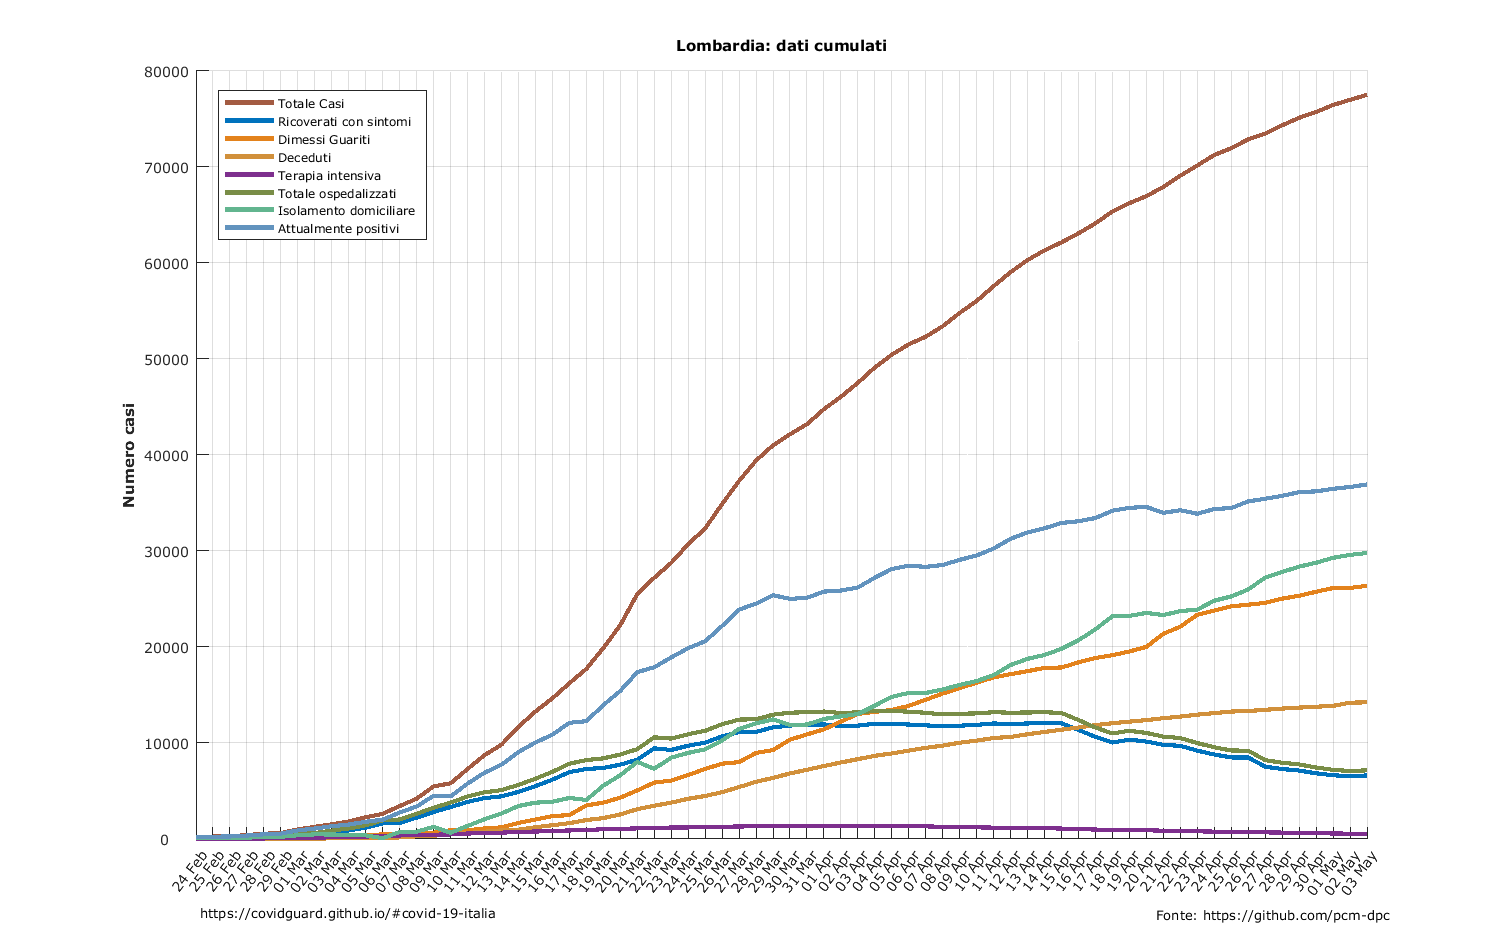 Lombardia: dati cumulati
80000
70000
60000
50000
40000
30000
20000
10000
0
Numero casi
Totale Casi
Ricoverati con sintomi
Dimessi Guariti
Deceduti
Terapia intensiva
Totale ospedalizzati
Isolamento domiciliare
Attualmente positivi
24 Feb
25 Feb
26 Feb
27 Feb
28 Feb
29 Feb
01 Mar
02 Mar
03 Mar
04 Mar
05 Mar
06 Mar
07 Mar
08 Mar
09 Mar
10 Mar
11 Mar
12 Mar
13 Mar
14 Mar
15 Mar
16 Mar
17 Mar
18 Mar
19 Mar
20 Mar
21 Mar
22 Mar
23 Mar
24 Mar
25 Mar
26 Mar
27 Mar
28 Mar
29 Mar
30 Mar
31 Mar
01 Apr
02 Apr
03 Apr
04 Apr
05 Apr
06 Apr
07 Apr
08 Apr
09 Apr
10 Apr
11 Apr
12 Apr
13 Apr
14 Apr
15 Apr
16 Apr
17 Apr
18 Apr
19 Apr
20 Apr
21 Apr
22 Apr
23 Apr
24 Apr
25 Apr
26 Apr
27 Apr
28 Apr
29 Apr
30 Apr
01 May
02 May
03 May
https://covidguard.github.io/#covid-19-italia
Fonte: https://github.com/pcm-dpc